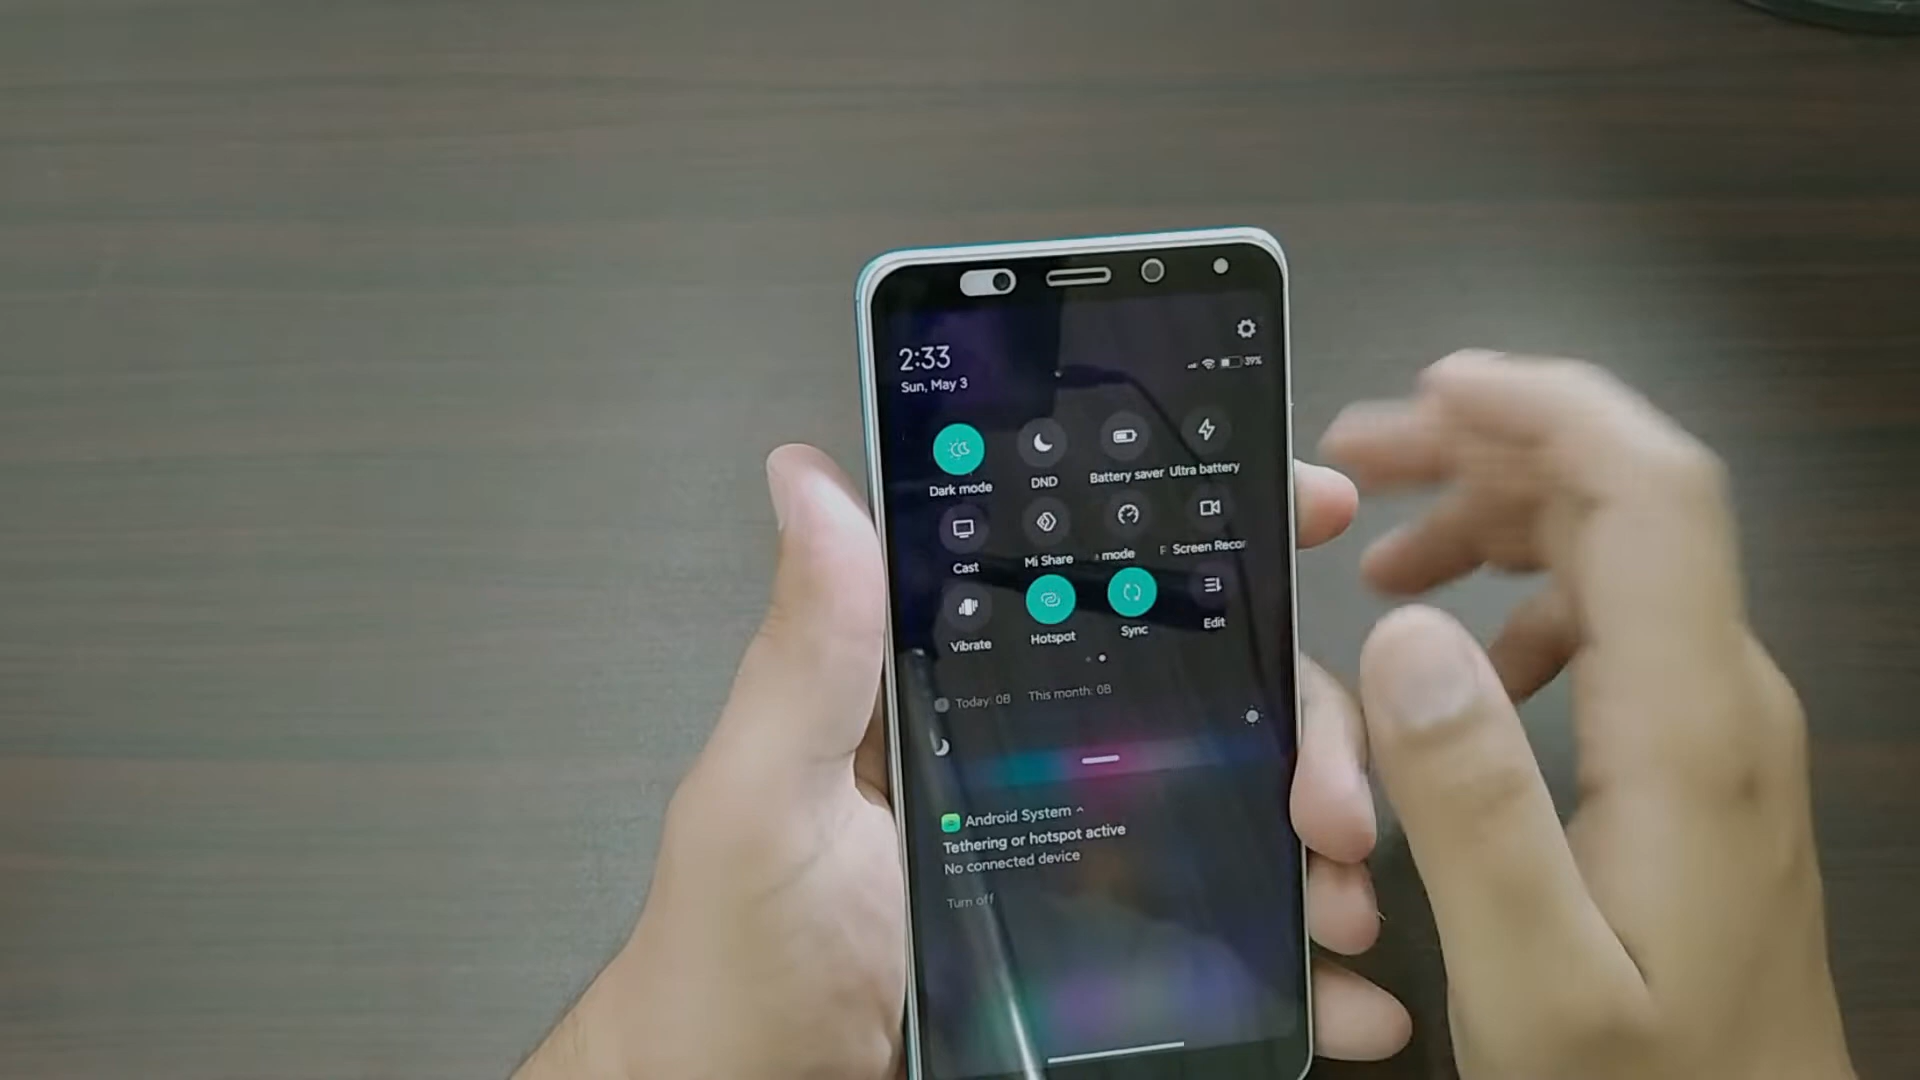 2:33
39%
Sun, May 3
Dark mode
DND
Battery saver
Ultra battery
Cast
Mi Share
mode
Screen Recor
Vibrate
Hotspot
Sync
Edit
Today: 0B This month: 0B
Android System
Tethering or hotspot active
No connected device
Turn off